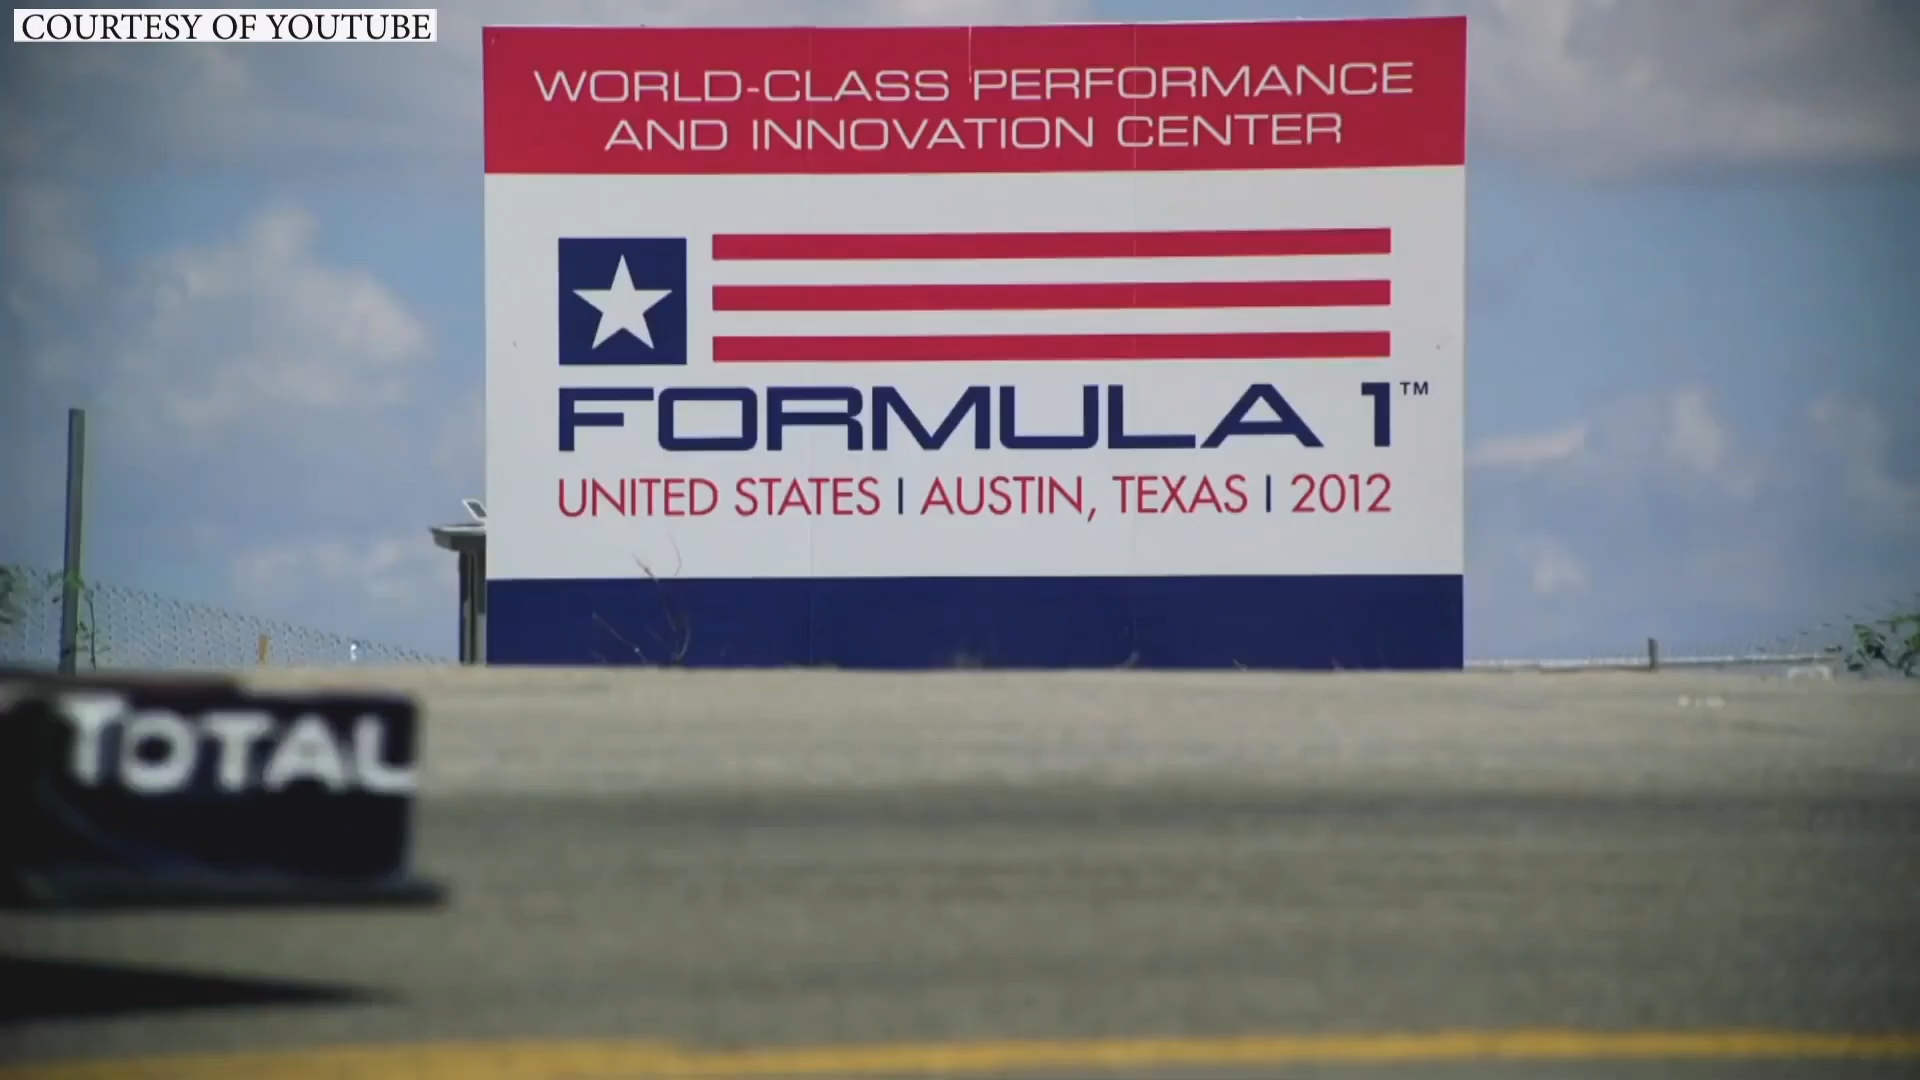 COURTESY OF YOUTUBE
WORLD-CLASS PERFORMANCE
AND INNOVATION CENTER
FORMULA 1™
UNITED STATES | AUSTIN, TEXAS | 2012
TOTAL